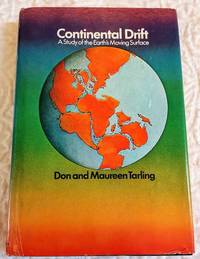 Continental Drift
A Study of the Earth's Moving Surface
Don and Maureen Tarling